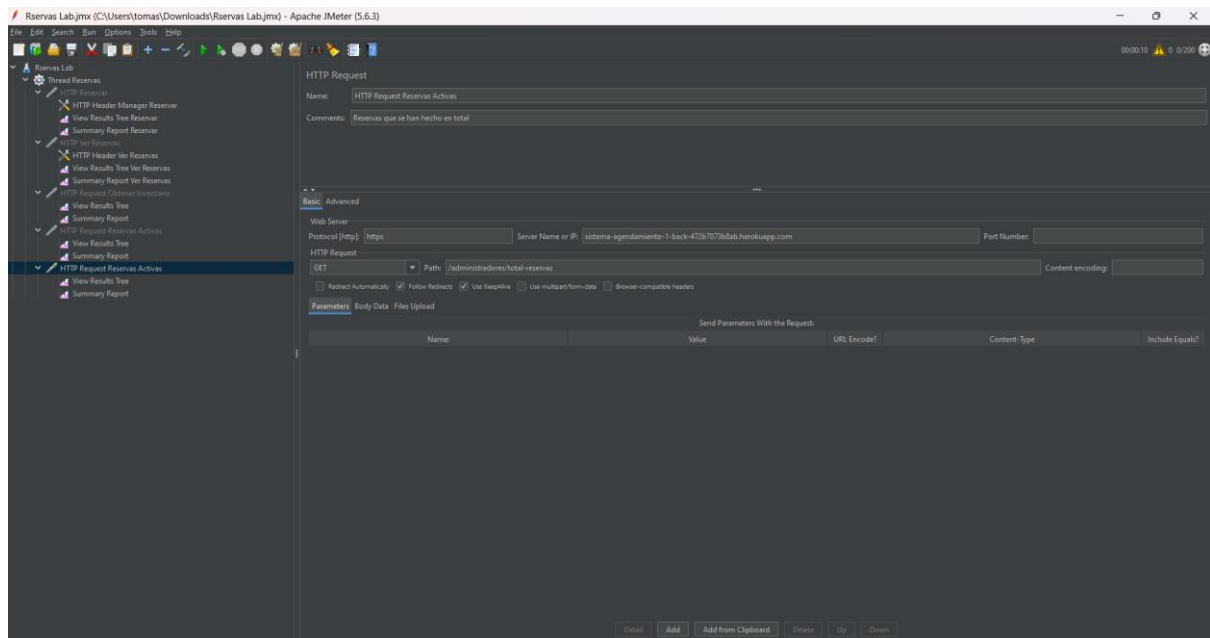 Rservas Lab.jmx (C:\Users\tomas\Downloads\Rservas Lab.jmx) - Apache JMeter (5.6.3)
File Edit Search Run Options Tools Help
00:00:10 0 0/200
Rservas Lab
Thread Reservas
HTTP Reservar
HTTP Header Manager Reservar
View Results Tree Reservar
Summary Report Reservar
HTTP Ver Reservas
HTTP Header Ver Reservas
View Results Tree Ver Reservas
Summary Report Ver Reservas
HTTP Request Obtener Inventario
View Results Tree
Summary Report
HTTP Request Reservas Activas
View Results Tree
Summary Report
HTTP Request Reservas Activas
View Results Tree
Summary Report
HTTP Request
Name: HTTP Request Reservas Activas
Comments: Reservas que se han hecho en total
Basic Advanced
Web Server
Protocol [http]: https Server Name or IP: sistema-agendamiento-1-back-472b7073b8ab.herokuapp.com Port Number:
HTTP Request
GET Path: /administradores/total-reservas Content encoding:
Redirect Automatically Follow Redirects Use KeepAlive Use multipart/form-data Browser-compatible headers
Parameters Body Data Files Upload
Send Parameters With the Request:
Name: Value URL Encode? Content-Type Include Equals?
Detail Add Add from Clipboard Delete Up Down